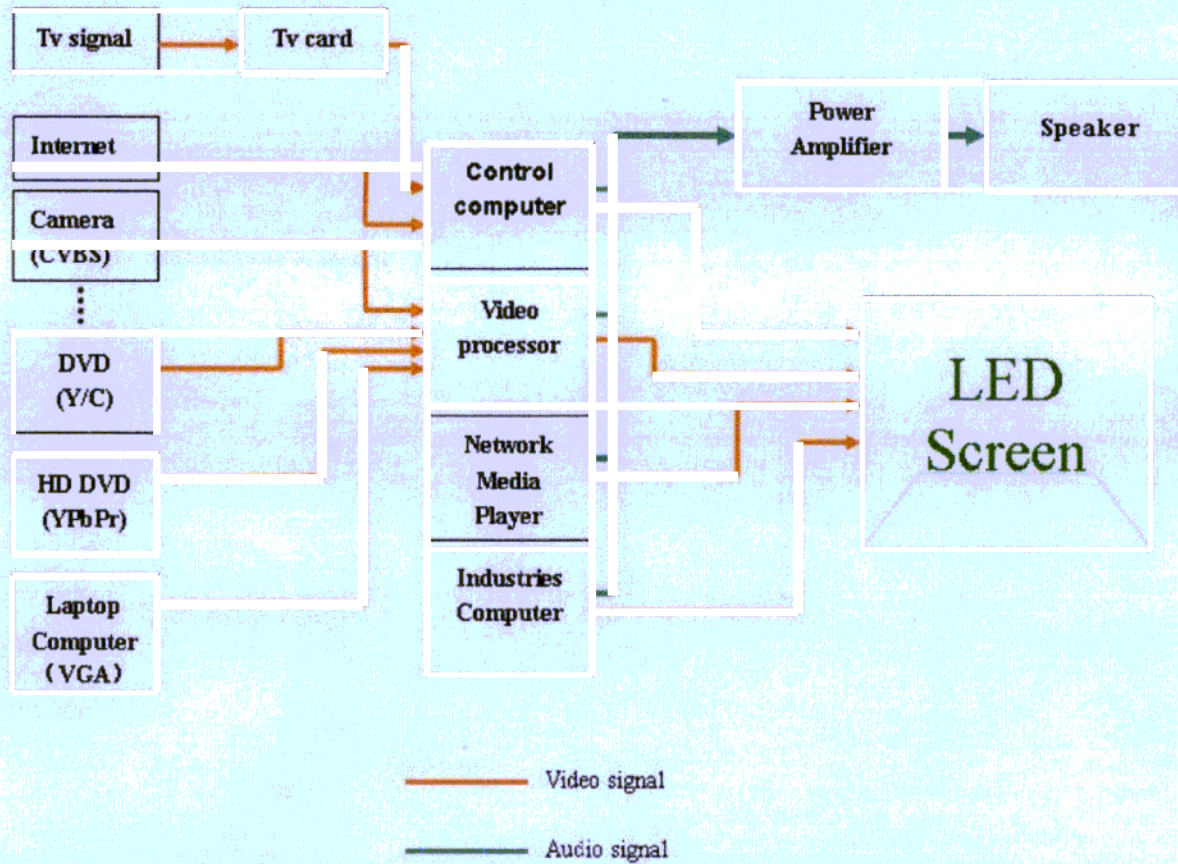 Tv signal
Tv card
Internet
Camera
(CVBS)
DVD
(Y/C)
HD DVD
(YPbPr)
Laptop
Computer
(VGA)
Control
computer
Video
processor
Network
Media
Player
Industries
Computer
Power
Amplifier
Speaker
LED
Screen
Video signal
Audio signal